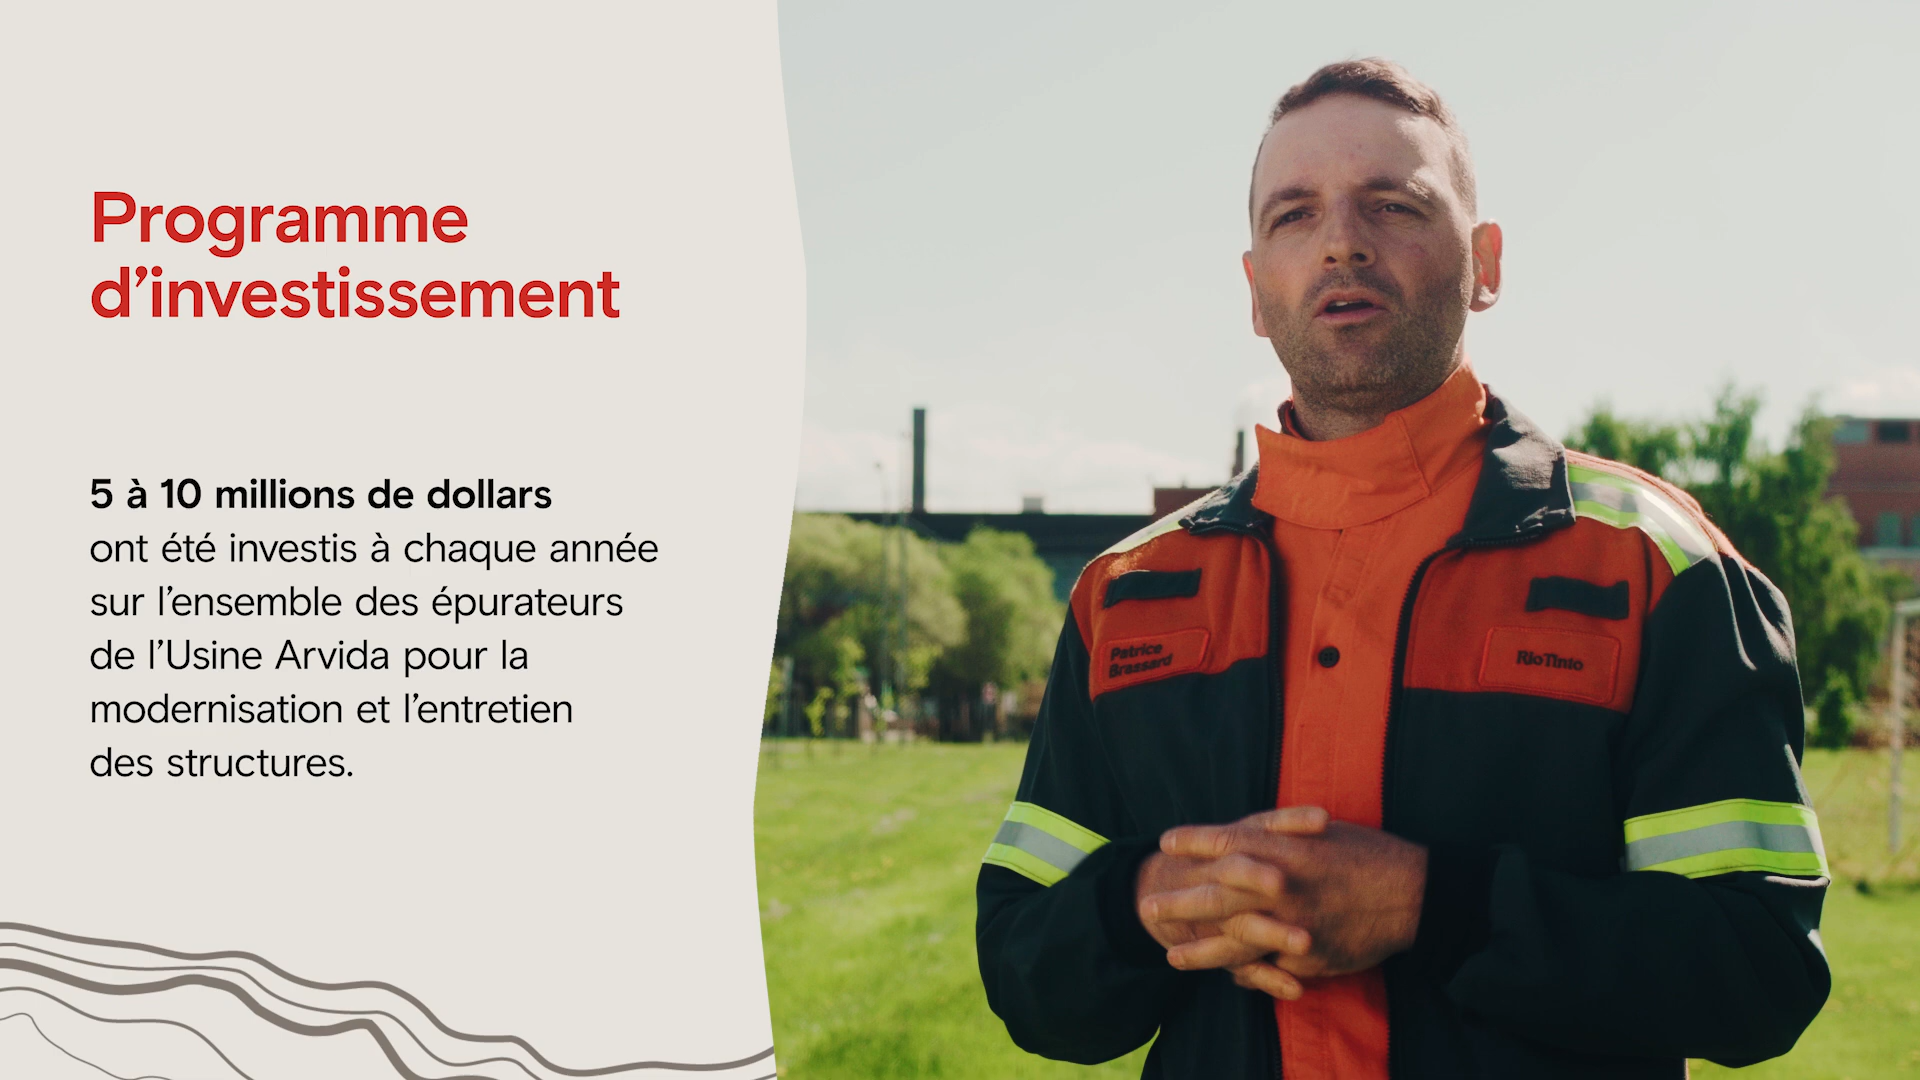 Programme
d’investissement
5 à 10 millions de dollars
ont été investis à chaque année
sur l’ensemble des épurateurs
de l’Usine Arvida pour la
modernisation et l’entretien
des structures.
Patrice
Brassard
RioTinto